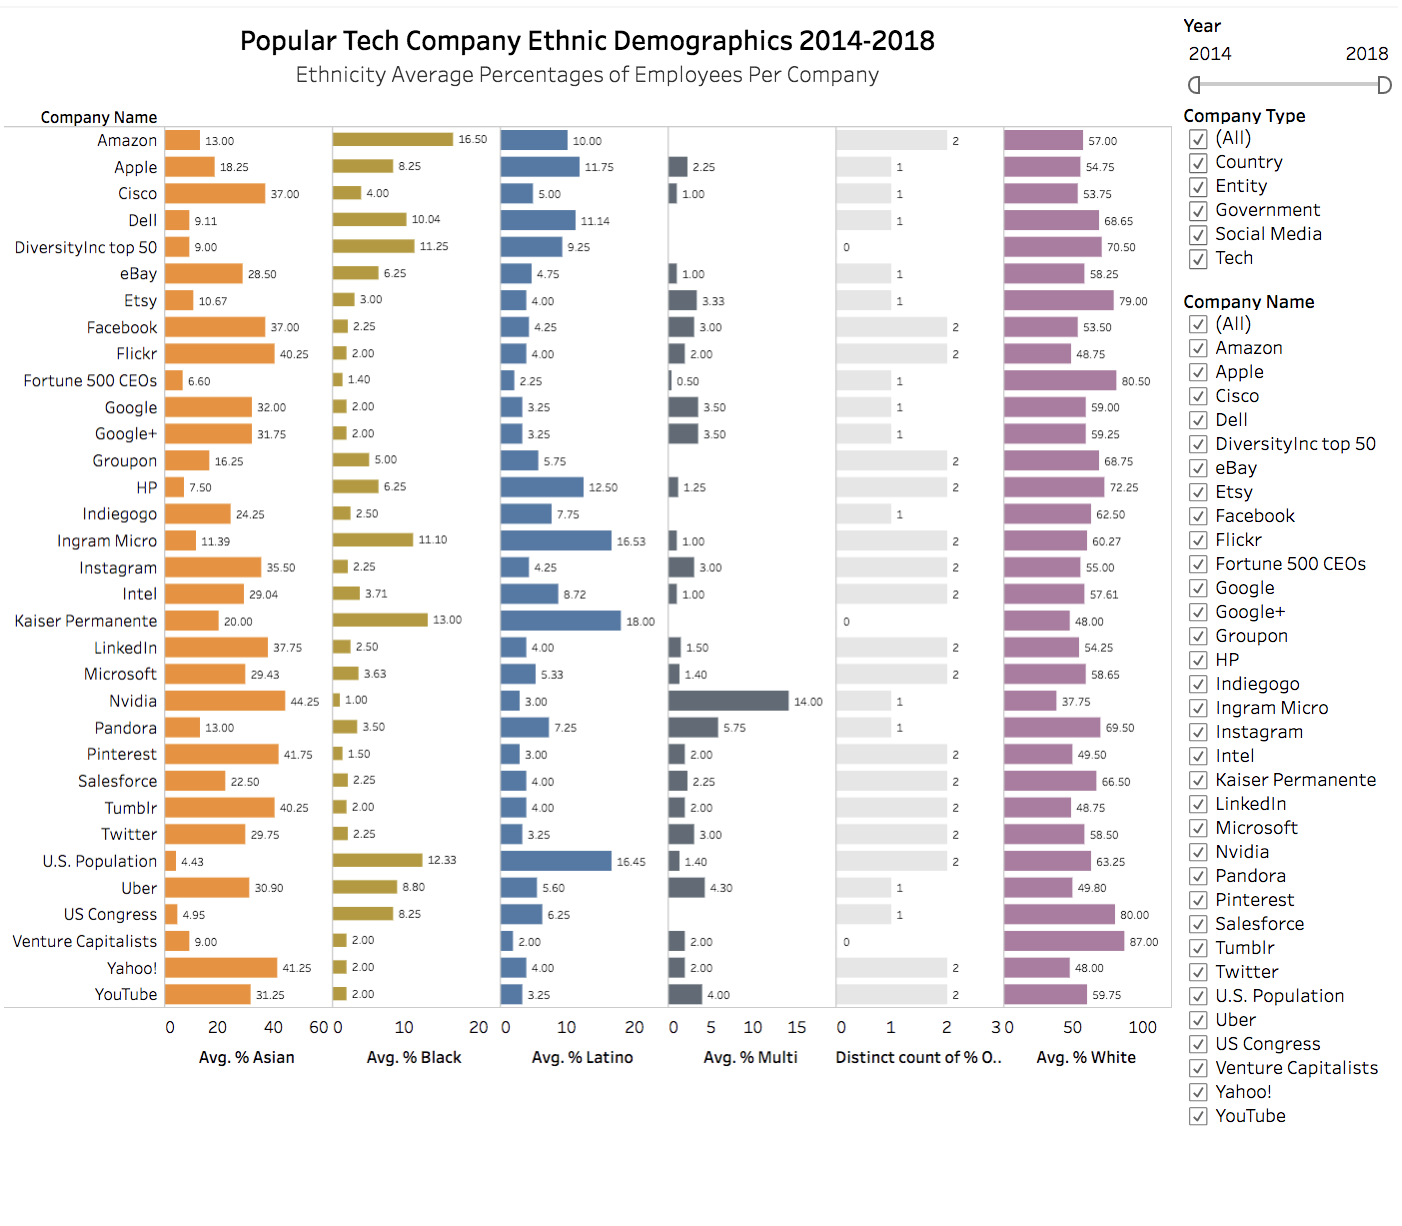 Popular Tech Company Ethnic Demographics 2014-2018
Ethnicity Average Percentages of Employees Per Company
Company Name
Amazon 13.00 16.50 10.00 2 57.00
Apple 18.25 8.25 11.75 2.25 1 54.75
Cisco 37.00 4.00 5.00 1.00 1 53.75
Dell 9.11 10.04 11.14 1 68.65
DiversityInc top 50 9.00 11.25 9.25 0 70.50
eBay 28.50 6.25 4.75 1.00 1 58.25
Etsy 10.67 3.00 4.00 3.33 1 79.00
Facebook 37.00 2.25 4.25 3.00 2 53.50
Flickr 40.25 2.00 4.00 2.00 2 48.75
Fortune 500 CEOs 6.60 1.40 2.25 0.50 1 80.50
Google 32.00 2.00 3.25 3.50 1 59.00
Google+ 31.75 2.00 3.25 3.50 1 59.25
Groupon 16.25 5.00 5.75 2 68.75
HP 7.50 6.25 12.50 1.25 2 72.25
Indiegogo 24.25 2.50 7.75 1 62.50
Ingram Micro 11.39 11.10 16.53 1.00 2 60.27
Instagram 35.50 2.25 4.25 3.00 2 55.00
Intel 29.04 3.71 8.72 1.00 2 57.61
Kaiser Permanente 20.00 13.00 18.00 0 48.00
LinkedIn 37.75 2.50 4.00 1.50 2 54.25
Microsoft 29.43 3.63 5.33 1.40 2 58.65
Nvidia 44.25 1.00 3.00 14.00 1 37.75
Pandora 13.00 3.50 7.25 5.75 1 69.50
Pinterest 41.75 1.50 3.00 2.00 2 49.50
Salesforce 22.50 2.25 4.00 2.25 2 66.50
Tumblr 40.25 2.00 4.00 2.00 2 48.75
Twitter 29.75 2.25 3.25 3.00 2 58.50
U.S. Population 4.43 12.33 16.45 1.40 2 63.25
Uber 30.90 8.80 5.60 4.30 1 49.80
US Congress 4.95 8.25 6.25 1 80.00
Venture Capitalists 9.00 2.00 2.00 2.00 0 87.00
Yahoo! 41.25 2.00 4.00 2.00 2 48.00
YouTube 31.25 2.00 3.25 4.00 2 59.75
0 20 40 60 0 10 20 0 10 20 0 5 10 15 0 1 2 3 0 50 100
Avg. % Asian Avg. % Black Avg. % Latino Avg. % Multi Distinct count of % O.. Avg. % White
Year
2014 2018
Company Type
(All)
Country
Entity
Government
Social Media
Tech
Company Name
(All)
Amazon
Apple
Cisco
Dell
DiversityInc top 50
eBay
Etsy
Facebook
Flickr
Fortune 500 CEOs
Google
Google+
Groupon
HP
Indiegogo
Ingram Micro
Instagram
Intel
Kaiser Permanente
LinkedIn
Microsoft
Nvidia
Pandora
Pinterest
Salesforce
Tumblr
Twitter
U.S. Population
Uber
US Congress
Venture Capitalists
Yahoo!
YouTube